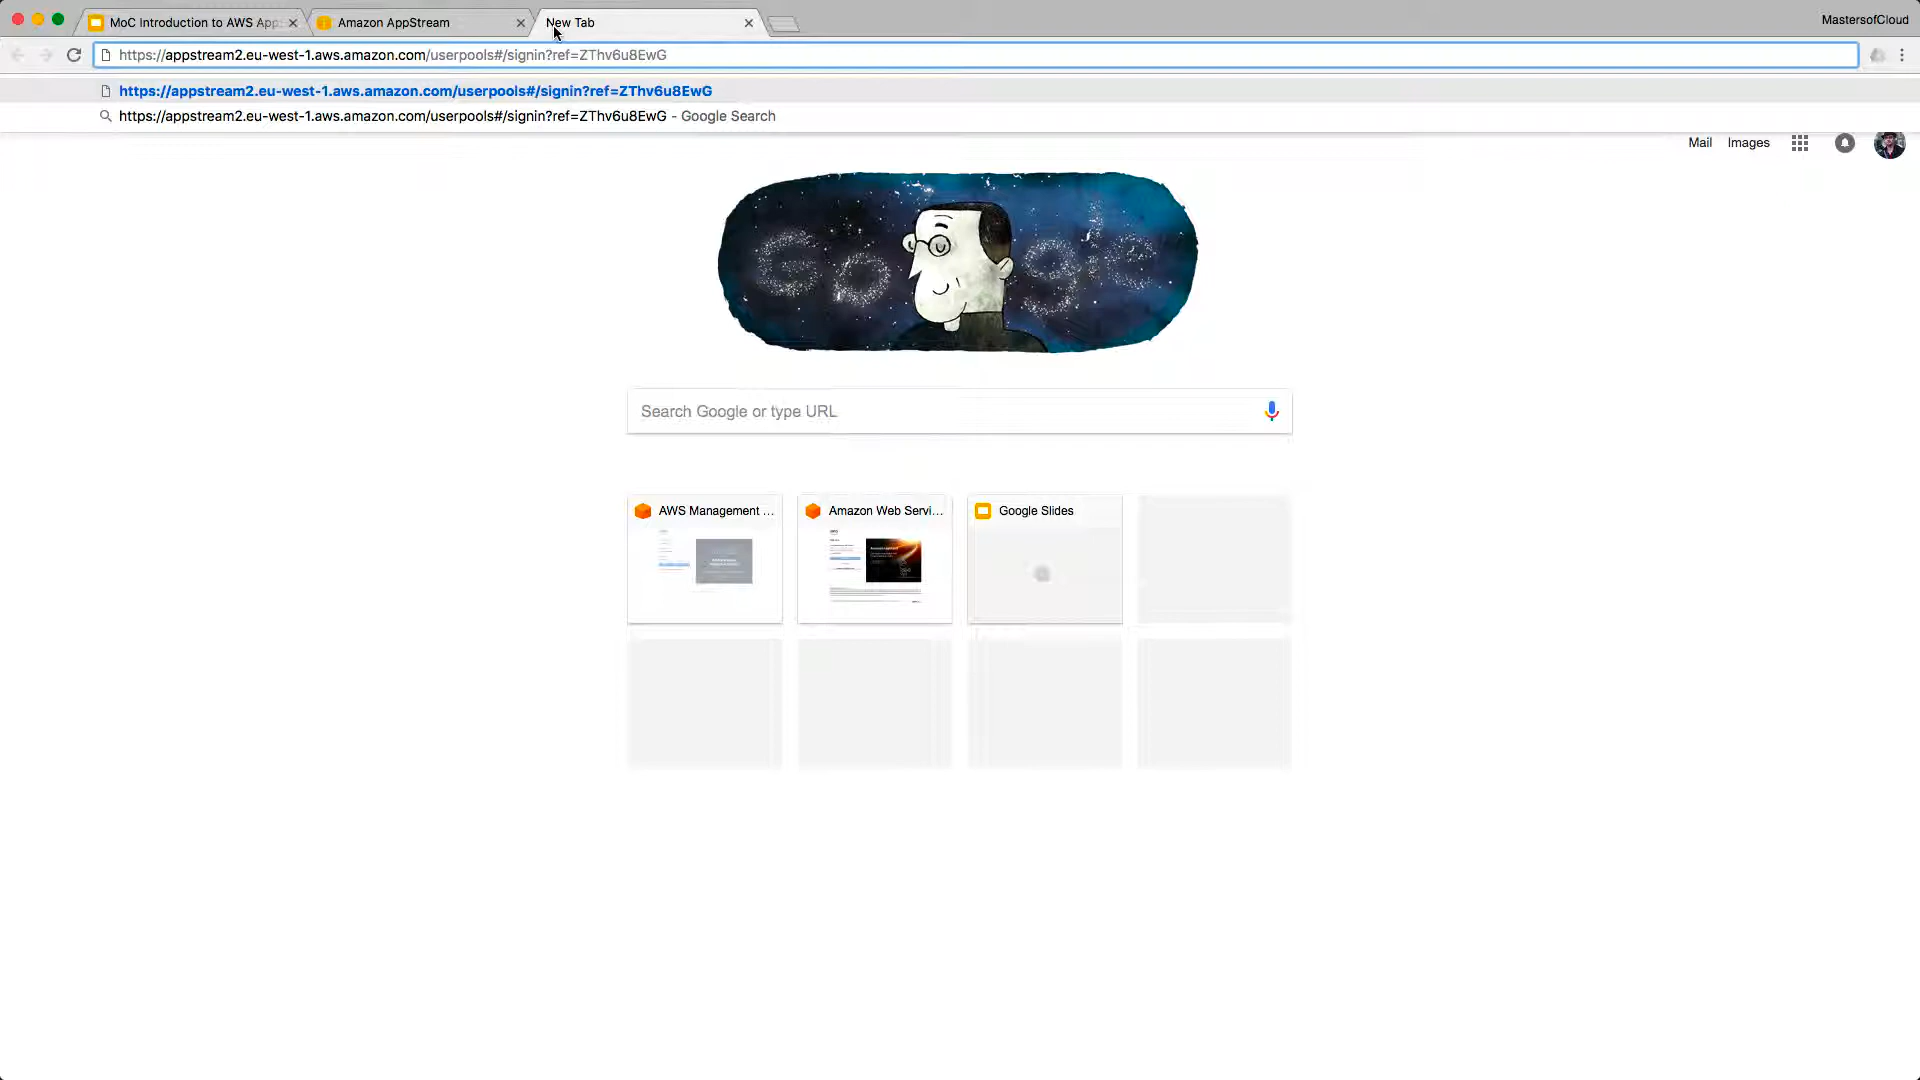 MoC Introduction to AWS App
Amazon AppStream
New Tab
MastersofCloud
https://appstream2.eu-west-1.aws.amazon.com/userpools#/signin?ref=ZThv6u8EwG
https://appstream2.eu-west-1.aws.amazon.com/userpools#/signin?ref=ZThv6u8EwG
https://appstream2.eu-west-1.aws.amazon.com/userpools#/signin?ref=ZThv6u8EwG - Google Search
Mail Images
Google
Search Google or type URL
AWS Management ...
Amazon Web Servi...
Google Slides